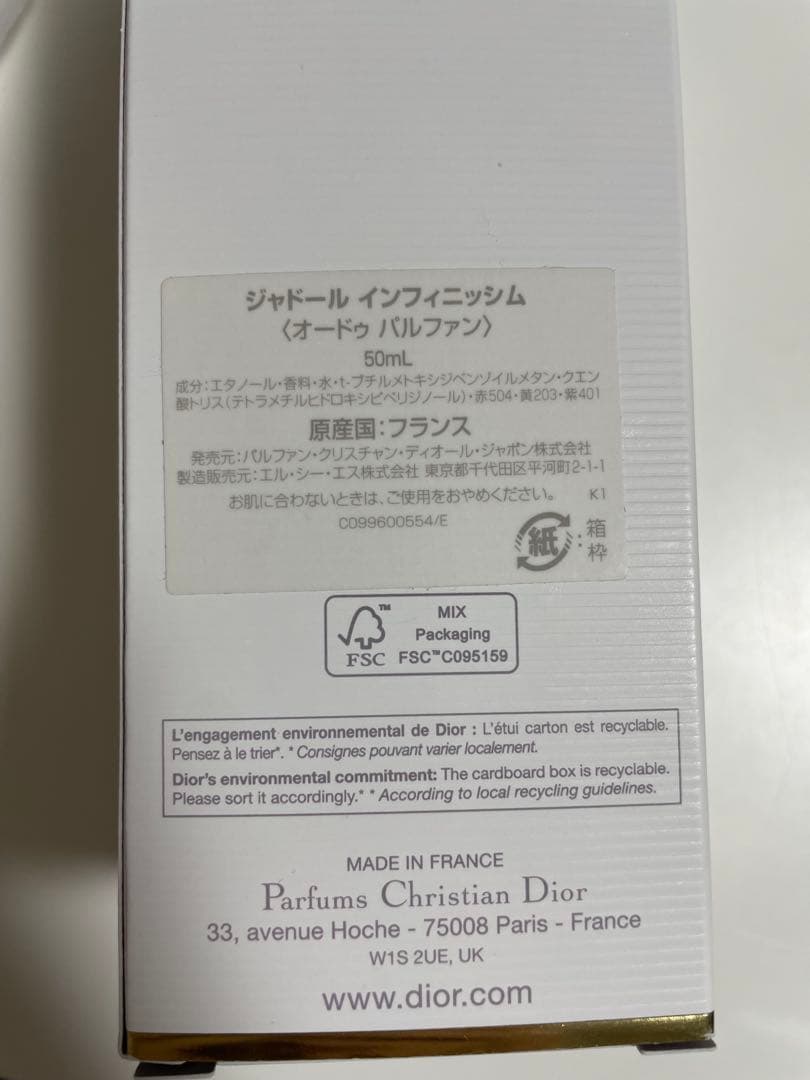 ジャドール インフィニッシム
〈オードゥ パルファン〉
50mL
成分:エタノール・香料・水・t-ブチルメトキシジベンゾイルメタン・クエン
酸トリス(テトラメチルヒドロキシピペリジノール)・赤504・黄203・紫401
原産国:フランス
発売元:パルファン・クリスチャン・ディオール・ジャポン株式会社
製造販売元:エル・シー・エス株式会社 東京都千代田区平河町2-1-1
お肌に合わないときは、ご使用をおやめください。 K1
C099600554/E
紙:箱
枠
FSC™
MIX
Packaging
FSC™C095159
L'engagement environnemental de Dior : L'étui carton est recyclable.
Pensez à le trier*. * Consignes pouvant varier localement.
Dior's environmental commitment: The cardboard box is recyclable.
Please sort it accordingly.* * According to local recycling guidelines.
MADE IN FRANCE
Parfums Christian Dior
33, avenue Hoche - 75008 Paris - France
W1S 2UE, UK
www.dior.com